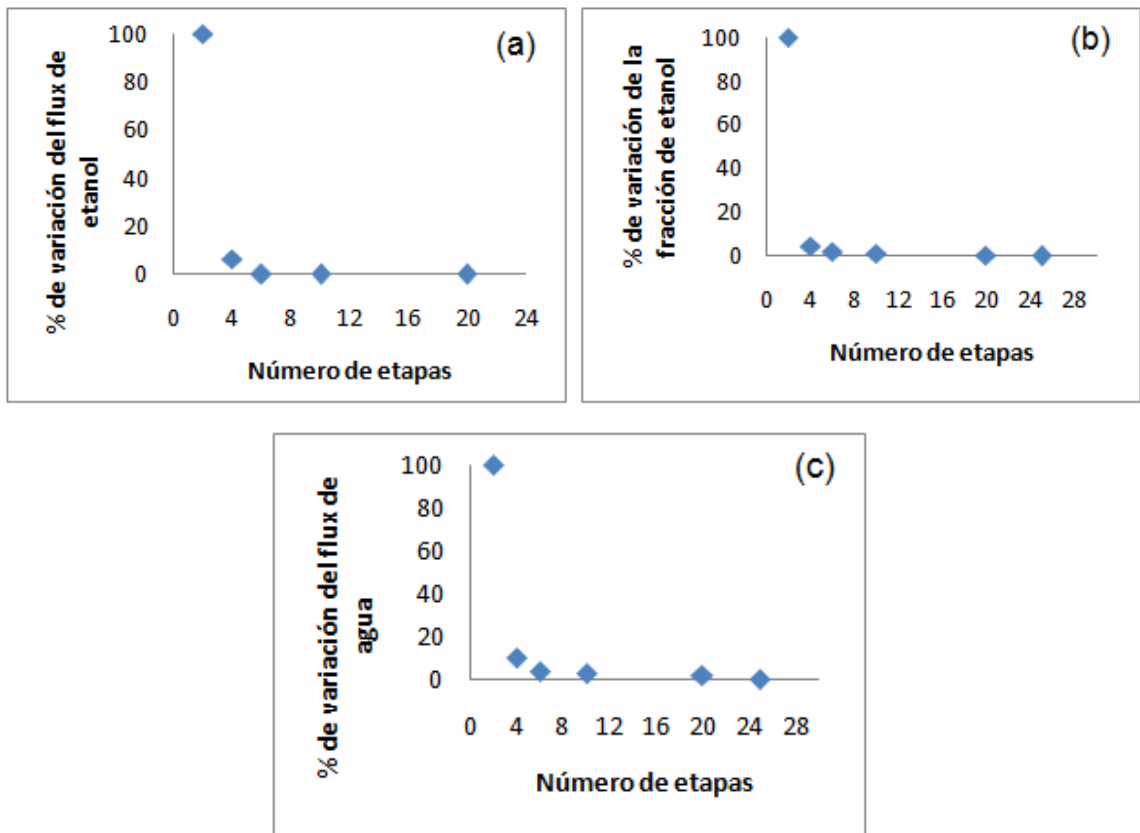 (a)
% de variación del flux de
etanol
100
80
60
40
20
0
0 4 8 12 16 20 24
Número de etapas
(b)
% de variación de la
fracción de etanol
100
80
60
40
20
0
0 4 8 12 16 20 24 28
Número de etapas
(c)
% de variación del flux de
agua
100
80
60
40
20
0
0 4 8 12 16 20 24 28
Número de etapas